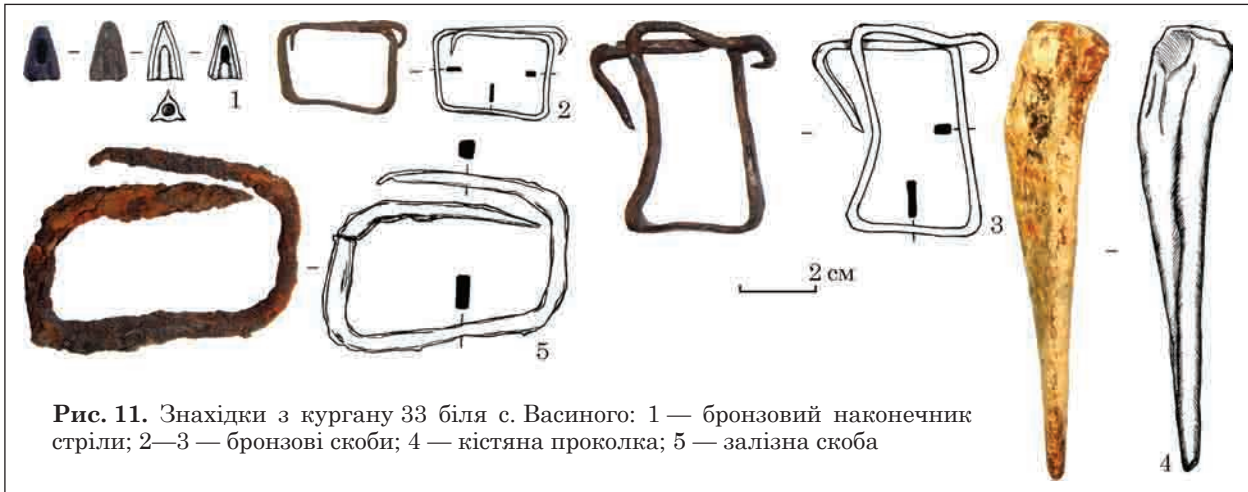 1
2
3
2 см
5
4
Рис. 11. Знахідки з кургану 33 біля с. Васиного: 1 — бронзовий наконечник
стріли; 2—3 — бронзові скоби; 4 — кістяна проколка; 5 — залізна скоба